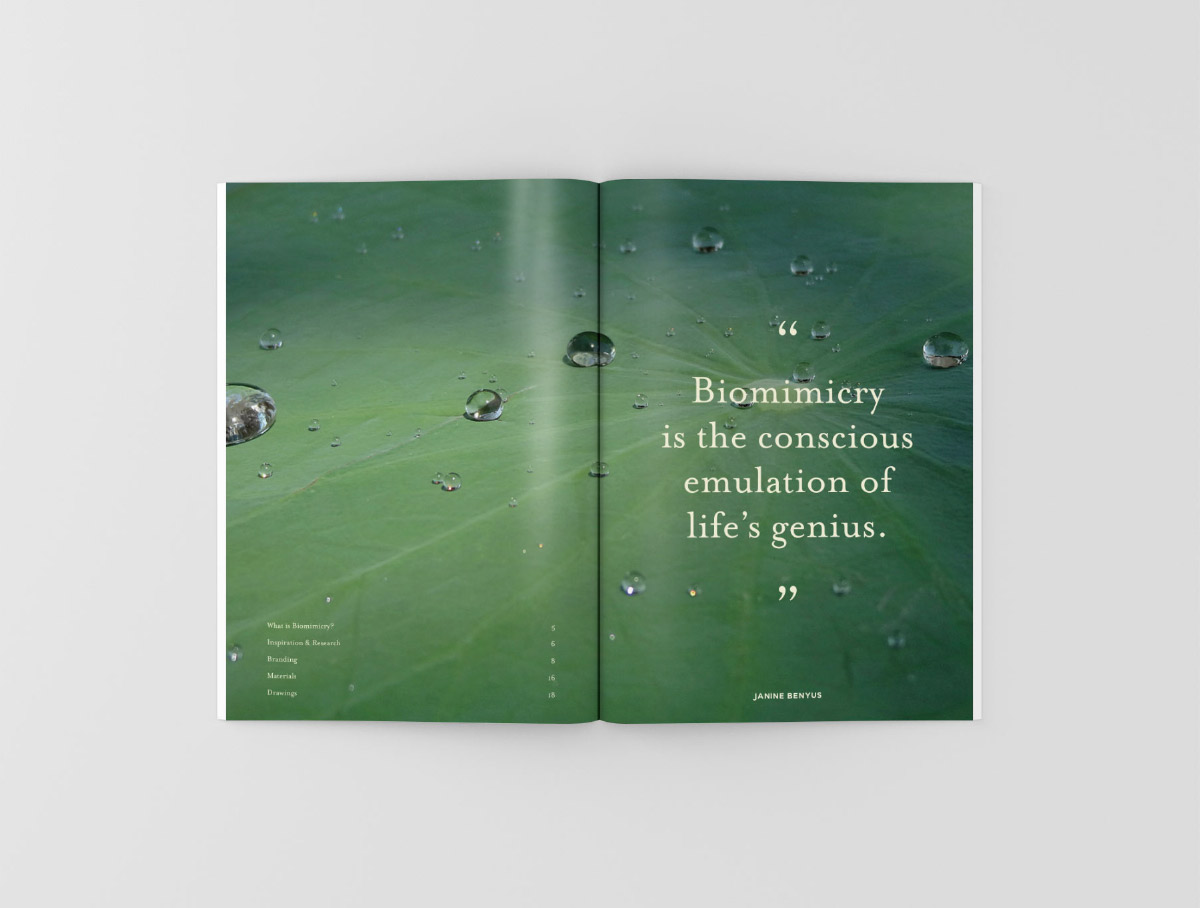 What is Biomimicry? 5
Inspiration & Research 6
Branding 8
Materials 16
Drawings 18
“
Biomimicry
is the conscious
emulation of
life’s genius.
”
JANINE BENYUS